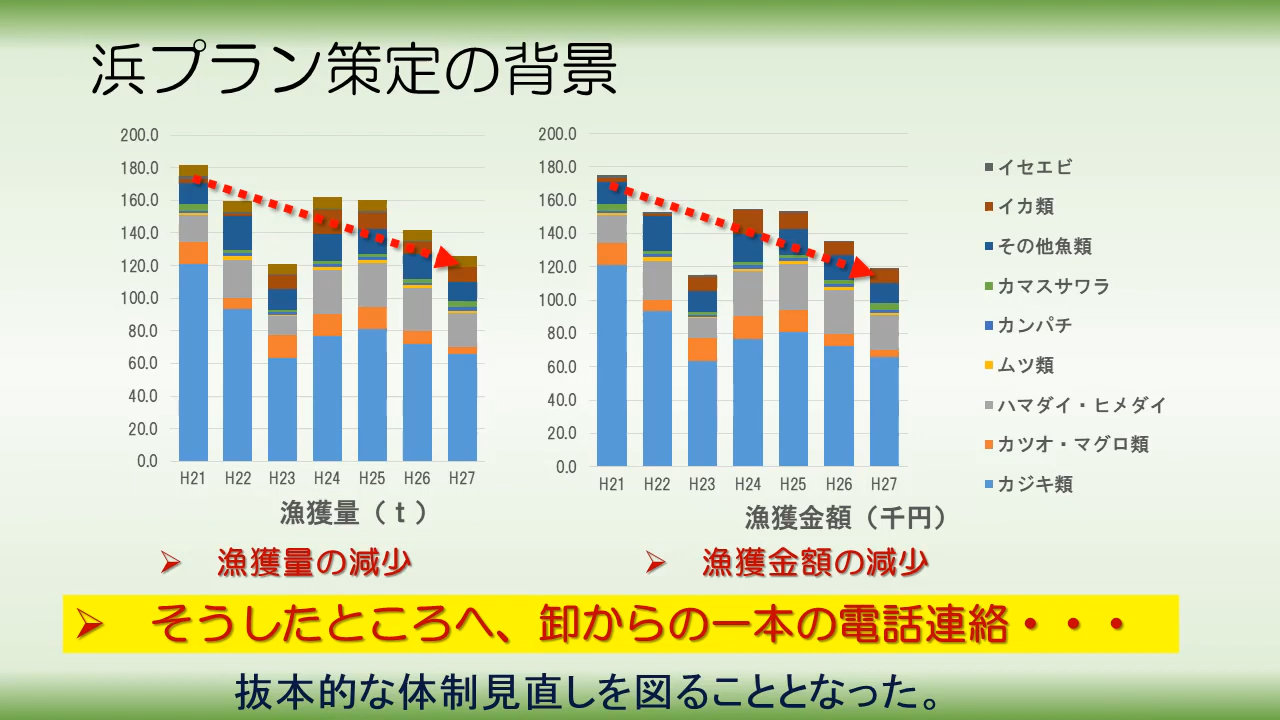 浜プラン策定の背景
200.0
180.0
160.0
140.0
120.0
100.0
80.0
60.0
40.0
20.0
0.0
H21 H22 H23 H24 H25 H26 H27
漁獲量（ｔ）
200.0
180.0
160.0
140.0
120.0
100.0
80.0
60.0
40.0
20.0
0.0
H21 H22 H23 H24 H25 H26 H27
漁獲金額（千円）
イセエビ
イカ類
その他魚類
カマスサワラ
カンパチ
ムツ類
ハマダイ・ヒメダイ
カツオ・マグロ類
カジキ類
漁獲量の減少
漁獲金額の減少
そうしたところへ、卸からの一本の電話連絡・・・
抜本的な体制見直しを図ることとなった。